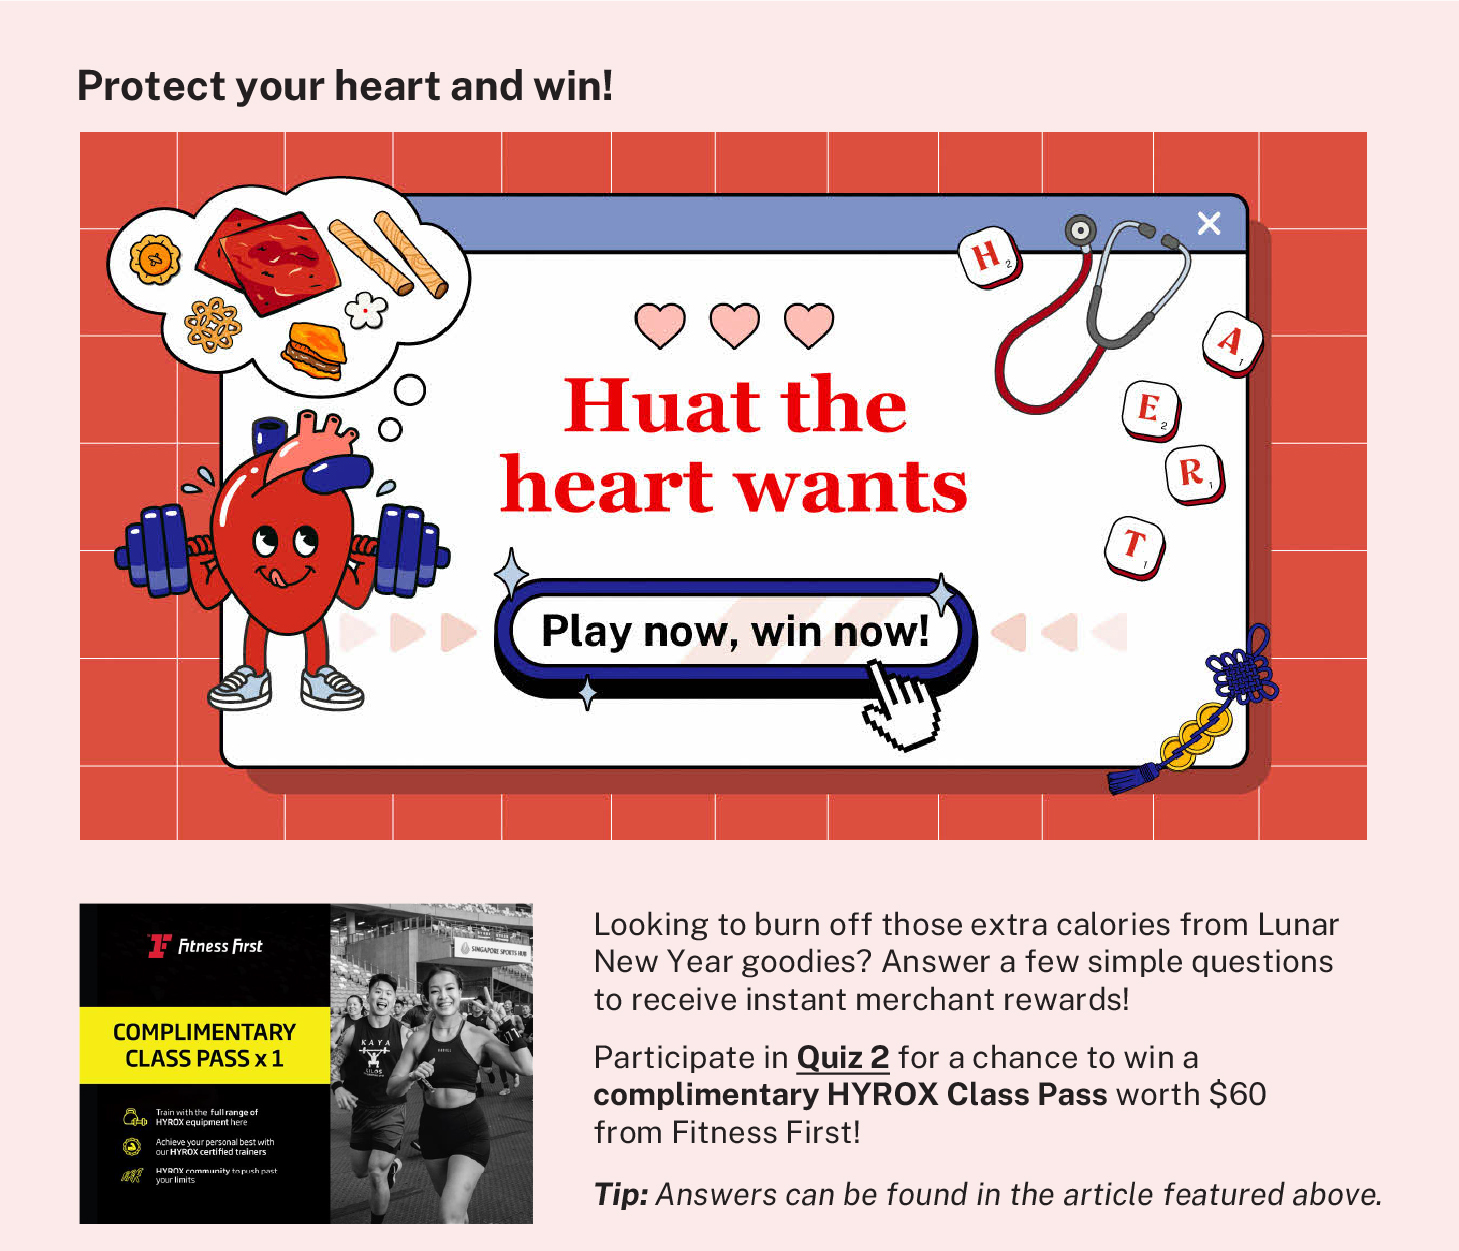 Protect your heart and win!
H
2
A
1
E
2
R
1
T
1
Huat the
heart wants
Play now, win now!
Fitness First
SINGAPORE SPORTS HUB
COMPLIMENTARY
CLASS PASS x 1
KAYA
Train with the full range of
HYROX equipment here
Achieve your personal best with
our HYROX certified trainers
HYROX community to push past
your limits
Looking to burn off those extra calories from Lunar
New Year goodies? Answer a few simple questions
to receive instant merchant rewards!
Participate in Quiz 2 for a chance to win a
complimentary HYROX Class Pass worth $60
from Fitness First!
Tip: Answers can be found in the article featured above.